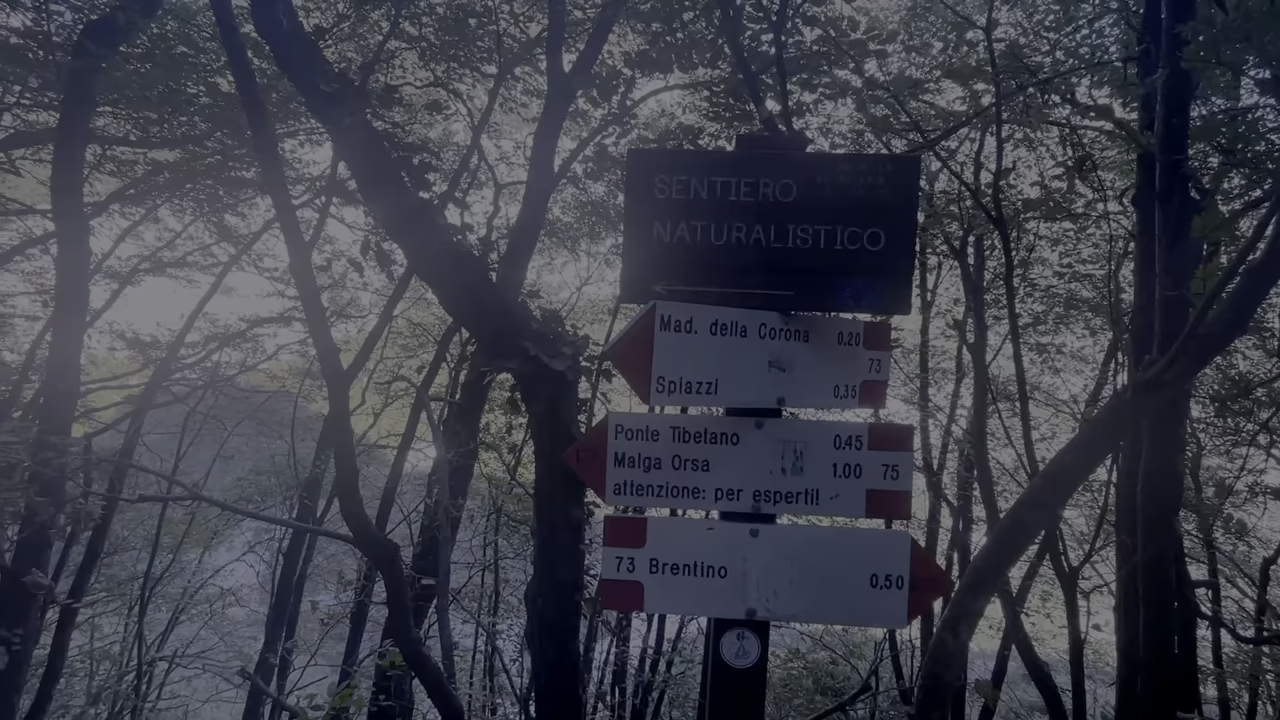 SENTIERO
NATURALISTICO
Mad. della Corona 0,20
73
Spiazzi 0,35
Ponte Tibetano 0.45
Malga Orsa 1.00 75
attenzione: per esperti!
73 Brentino 0,50